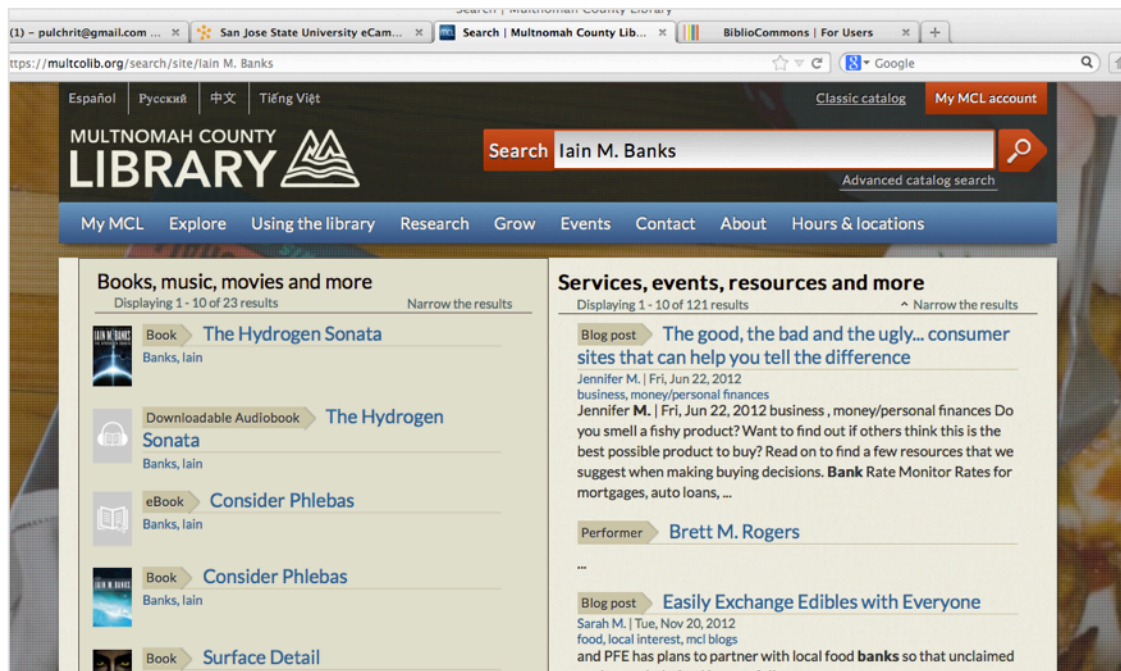 Search | Multnomah County Library
(1) – pulchrit@gmail.com ...
San Jose State University eCam...
Search | Multnomah County Lib...
BiblioCommons | For Users
ttps://multcolib.org/search/site/Iain M. Banks
Google
Español
Русский
中文
Tiếng Việt
Classic catalog
My MCL account
MULTNOMAH COUNTY
LIBRARY
Search
Iain M. Banks
Advanced catalog search
My MCL Explore Using the library Research Grow Events Contact About Hours & locations
Books, music, movies and more
Displaying 1 - 10 of 23 results
Narrow the results
IAIN M. BANKS
Book The Hydrogen Sonata
Banks, Iain
Downloadable Audiobook The Hydrogen
Sonata
Banks, Iain
eBook Consider Phlebas
Banks, Iain
IAIN M. BANKS
Book Consider Phlebas
Banks, Iain
Book Surface Detail
Services, events, resources and more
Displaying 1 - 10 of 121 results
^ Narrow the results
Blog post The good, the bad and the ugly... consumer
sites that can help you tell the difference
Jennifer M. | Fri, Jun 22, 2012
business, money/personal finances
Jennifer M. | Fri, Jun 22, 2012 business , money/personal finances Do
you smell a fishy product? Want to find out if others think this is the
best possible product to buy? Read on to find a few resources that we
suggest when making buying decisions. Bank Rate Monitor Rates for
mortgages, auto loans, ...
Performer Brett M. Rogers
...
Blog post Easily Exchange Edibles with Everyone
Sarah M. | Tue, Nov 20, 2012
food, local interest, mcl blogs
and PFE has plans to partner with local food banks so that unclaimed